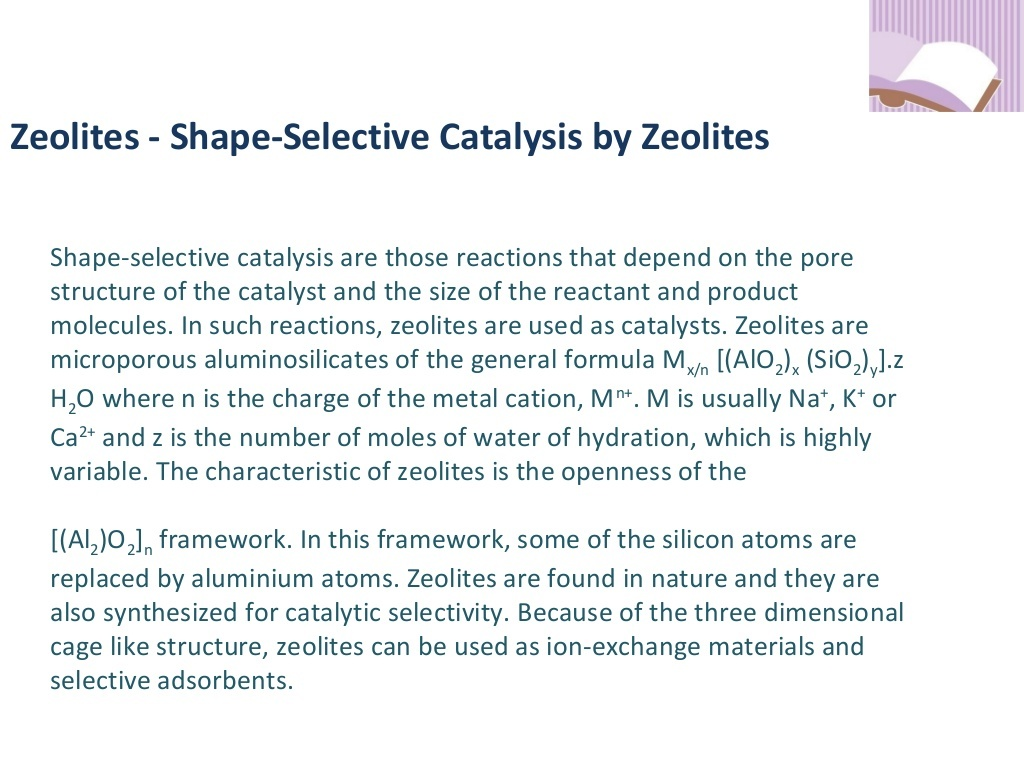 Zeolites - Shape-Selective Catalysis by Zeolites
Shape-selective catalysis are those reactions that depend on the pore
structure of the catalyst and the size of the reactant and product
molecules. In such reactions, zeolites are used as catalysts. Zeolites are
microporous aluminosilicates of the general formula Mx/n [(AlO2)x (SiO2)y].z
H2O where n is the charge of the metal cation, Mn+. M is usually Na+, K+ or
Ca2+ and z is the number of moles of water of hydration, which is highly
variable. The characteristic of zeolites is the openness of the
[(Al2)O2]n framework. In this framework, some of the silicon atoms are
replaced by aluminium atoms. Zeolites are found in nature and they are
also synthesized for catalytic selectivity. Because of the three dimensional
cage like structure, zeolites can be used as ion-exchange materials and
selective adsorbents.